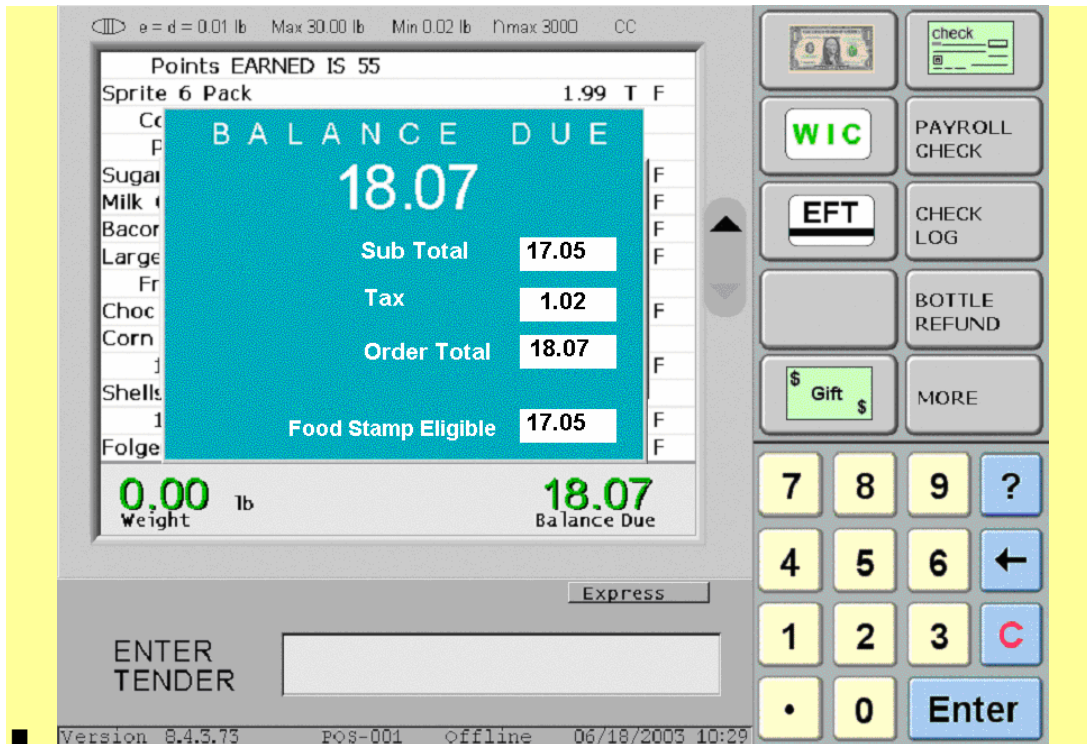 e = d = 0.01 lb Max 30.00 lb Min 0.02 lb nmax 3000 CC
Points EARNED IS 55
Sprite 6 Pack 1.99 T F
BALANCE DUE
18.07
Sugar F
Milk F
Bacon F
Large F
Sub Total 17.05
Fr
Tax 1.02
Choc F
Corn
Order Total 18.07
F
Shells
Food Stamp Eligible 17.05
1 F
Folge F
0.00 lb
Weight
18.07
Balance Due
Express
ENTER
TENDER
Version 8.4.3.73 POS-001 Offline 06/18/2003 10:29
check
WIC
PAYROLL
CHECK
EFT
CHECK
LOG
BOTTLE
REFUND
$ Gift $
MORE
7 8 9 ?
4 5 6 ←
1 2 3 C
. 0 Enter